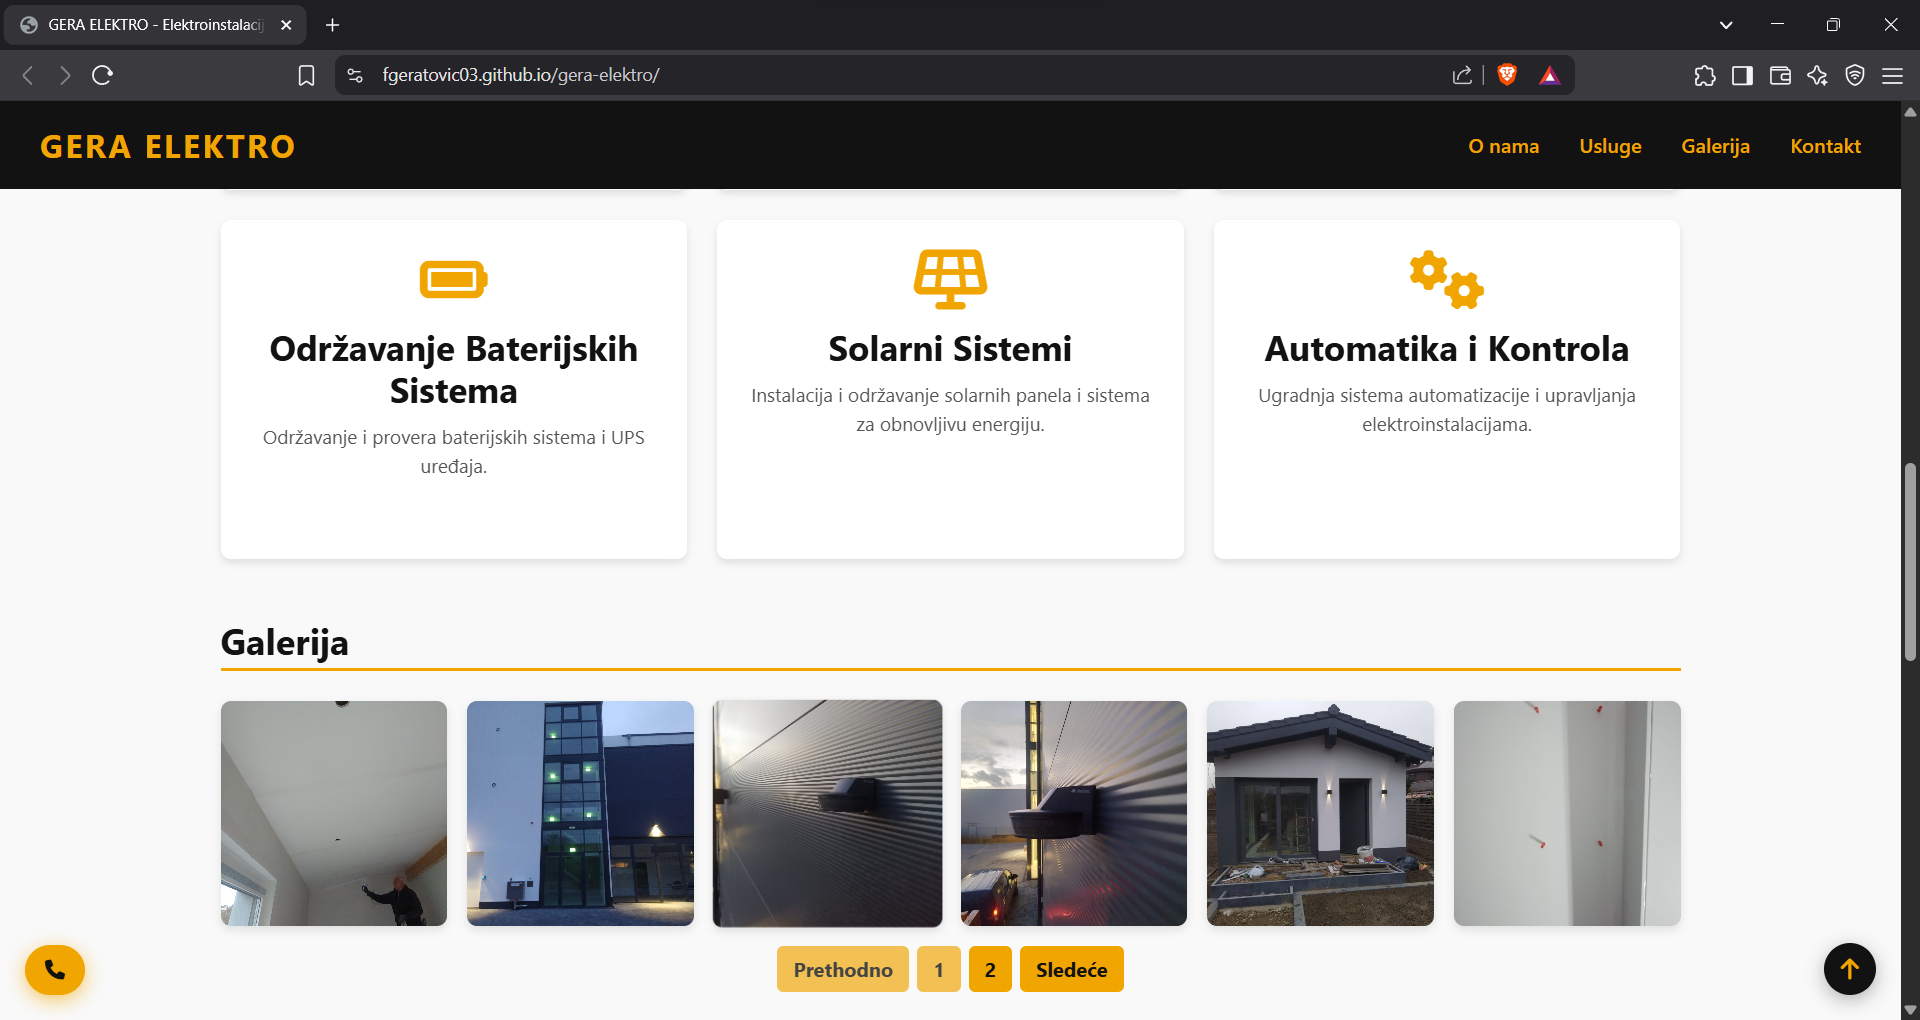 GERA ELEKTRO - Elektroinstalacij
fgeratovic03.github.io/gera-elektro/
GERA ELEKTRO
O nama
Usluge
Galerija
Kontakt
Održavanje Baterijskih
Sistema
Održavanje i provera baterijskih sistema i UPS
uređaja.
Solarni Sistemi
Instalacija i održavanje solarnih panela i sistema
za obnovljivu energiju.
Automatika i Kontrola
Ugradnja sistema automatizacije i upravljanja
elektroinstalacijama.
Galerija
Prethodno
1
2
Sledeće